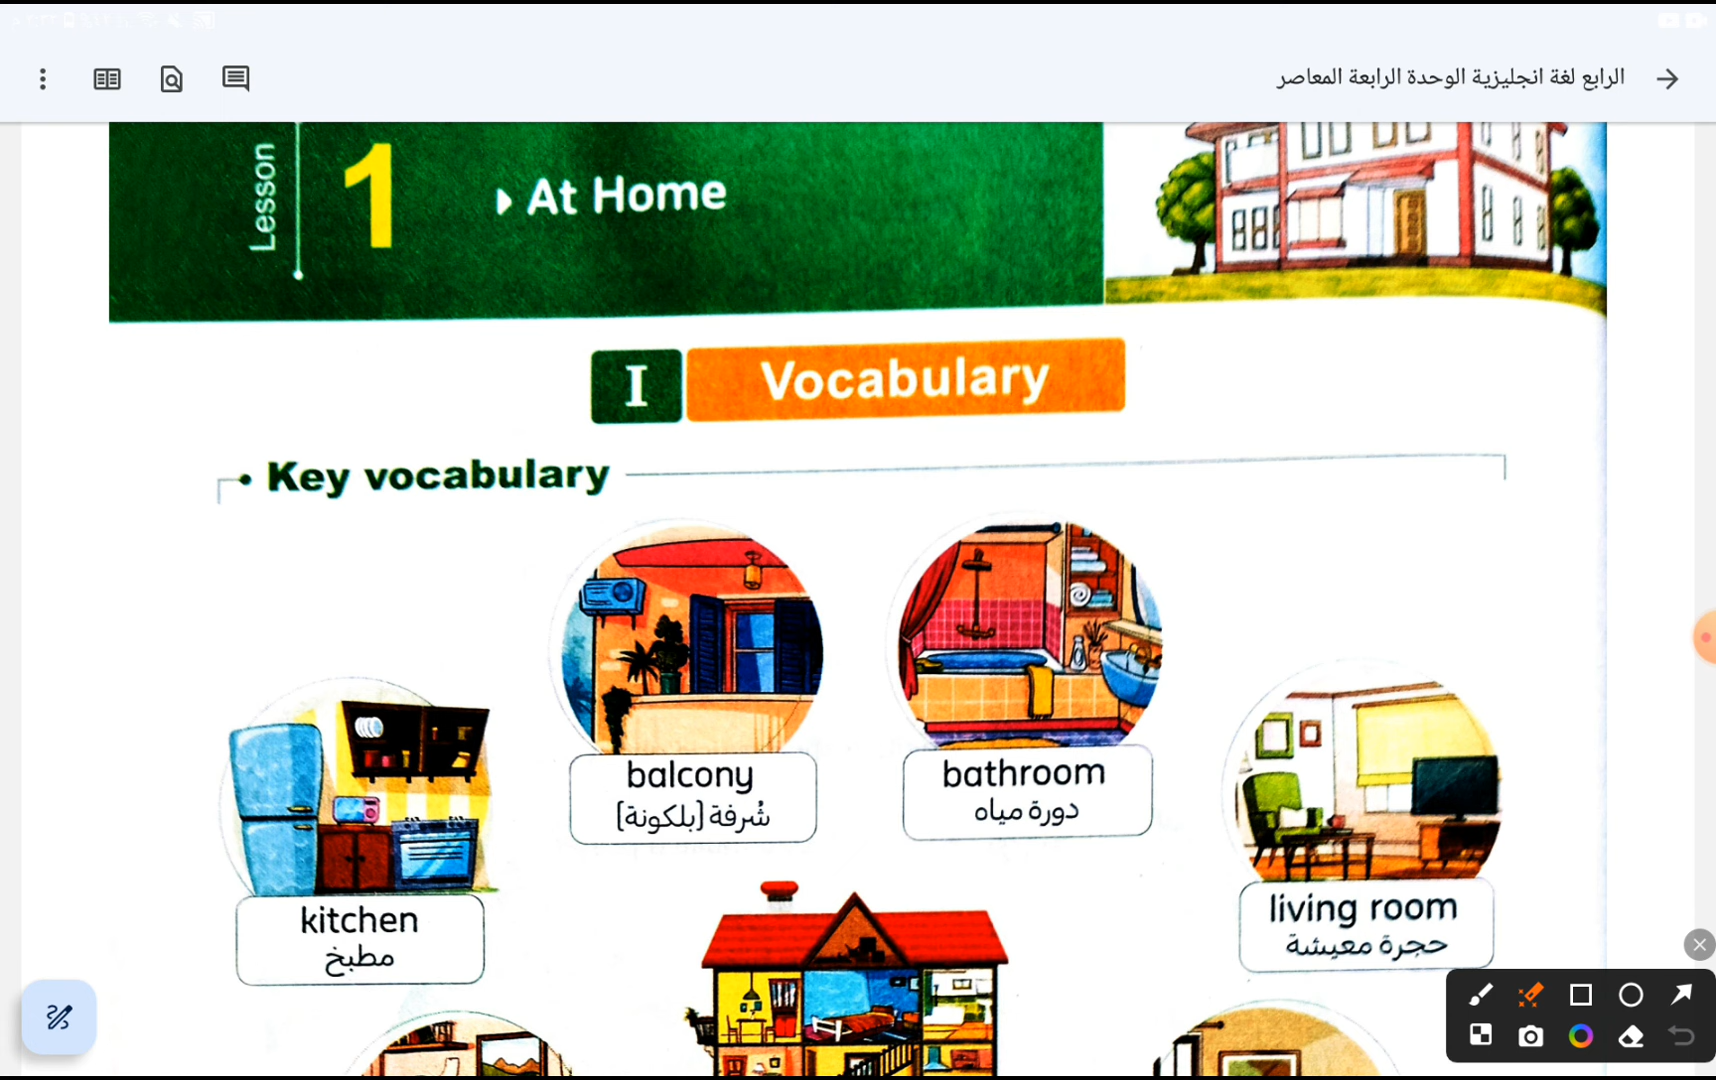 الرابع لغة انجليزية الوحدة الرابعة المعاصر
Lesson 1
At Home
I Vocabulary
Key vocabulary
balcony
شُرفة [بلكونة]
bathroom
دورة مياه
kitchen
مطبخ
living room
حجرة معيشة